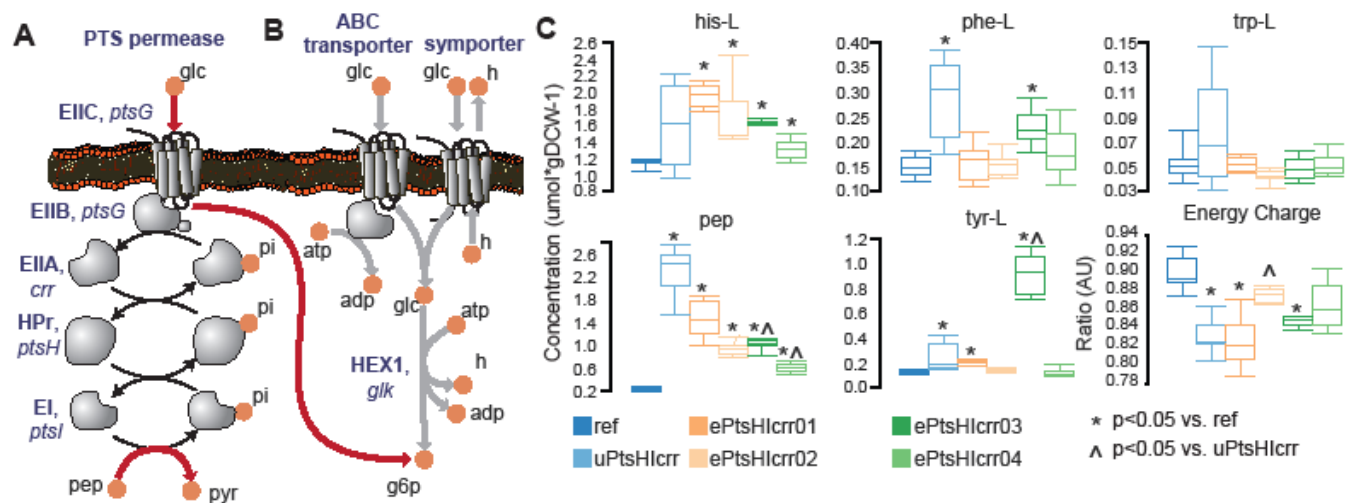 A
PTS permease
glc
EIIC, ptsG
EIIB, ptsG
pi
EIIA,
crr
pi
HPr,
ptsH
EI,
ptsI
pi
pep
pyr
B
ABC
transporter
symporter
glc
glc
h
atp
adp
h
glc
atp
HEX1,
glk
h
adp
g6p
C
Concentration (umol*gDCW-1)
his-L
2.6
2.4
2.2
2.0
1.8
1.6
1.4
1.2
1.0
0.8
* * * *
phe-L
0.40
0.35
0.30
0.25
0.20
0.15
0.10
* *
trp-L
0.15
0.13
0.11
0.09
0.07
0.05
0.03
pep
2.6
2.2
1.8
1.4
1.0
0.6
0.2
* * * *^ *^
tyr-L
1.2
1.0
0.8
0.6
0.4
0.2
0.0
* * *^
Energy Charge
Ratio (AU)
0.94
0.92
0.90
0.88
0.86
0.84
0.82
0.80
0.78
* * ^ *
ref
uPtsHIcrr
ePtsHIcrr01
ePtsHIcrr02
ePtsHIcrr03
ePtsHIcrr04
* p<0.05 vs. ref
^ p<0.05 vs. uPtsHIcrr